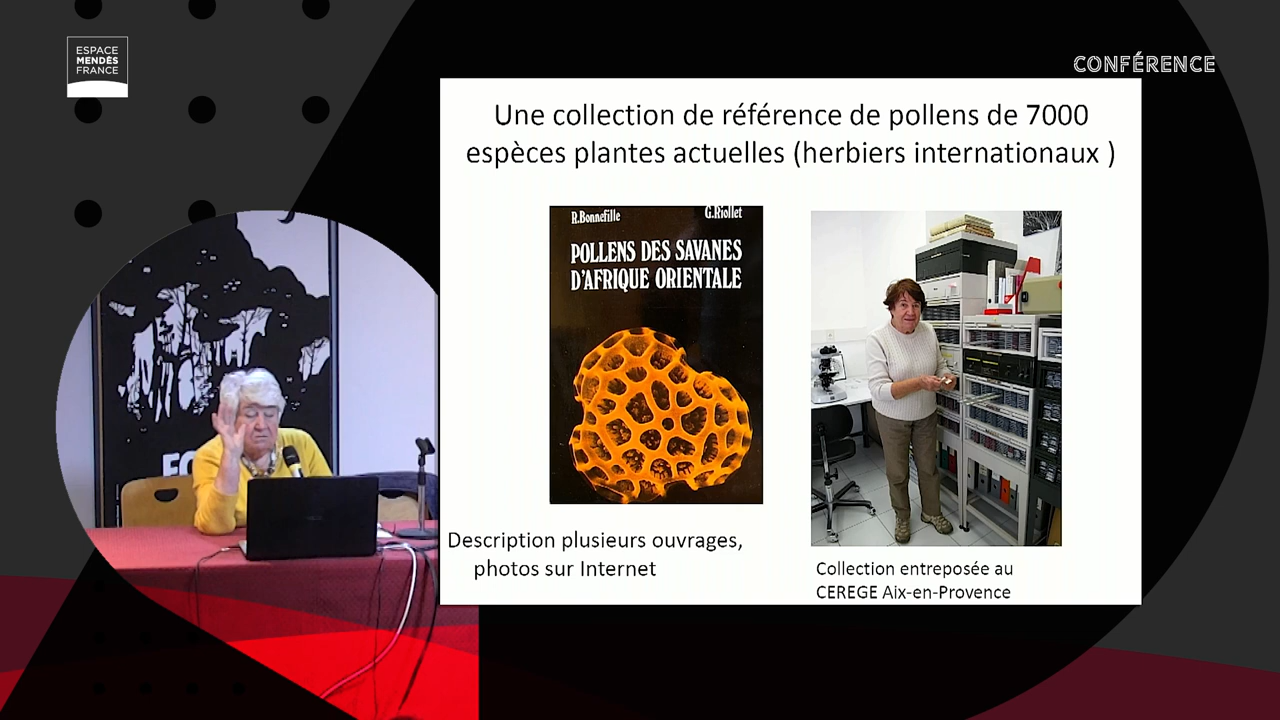 ESPACE
MENDÈS
FRANCE
CONFÉRENCE
Une collection de référence de pollens de 7000
espèces plantes actuelles (herbiers internationaux )
R.Bonnefille G.Riollet
POLLENS DES SAVANES
D'AFRIQUE ORIENTALE
Description plusieurs ouvrages,
photos sur Internet
Collection entreposée au
CEREGE Aix-en-Provence